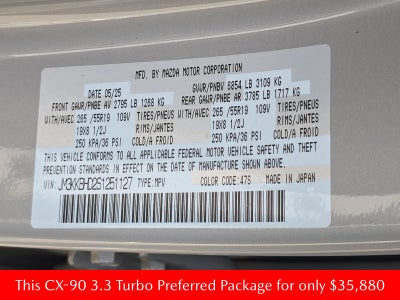 MFD. BY MAZDA MOTOR CORPORATION
DATE 05/25 GVWR/PNBV 6854 LB 3109 KG
FRONT GAWR/PNBE AV 2795 LB 1268 KG REAR GAWR/PNBE AR 3785 LB 1717 KG
WITH/AVEC 265 /55R19 109V TIRES/PNEUS WITH/AVEC 265 /55R19 109V TIRES/PNEUS
19X8 1/2J RIMS/JANTES 19X8 1/2J RIMS/JANTES
250 KPA/36 PSI AT/À FROID COLD 250 KPA/36 PSI AT/À FROID COLD
THIS VEHICLE CONFORMS TO ALL APPLICABLE FEDERAL MOTOR VEHICLE SAFETY, BUMPER, AND THEFT
PREVENTION STANDARDS IN EFFECT ON THE DATE OF MANUFACTURE SHOWN ABOVE.
VIN: JM3KKBHD2S1251127 TYPE:MPV COLOR CODE:47S MADE IN JAPAN
This CX-90 3.3 Turbo Preferred Package for only $35,880